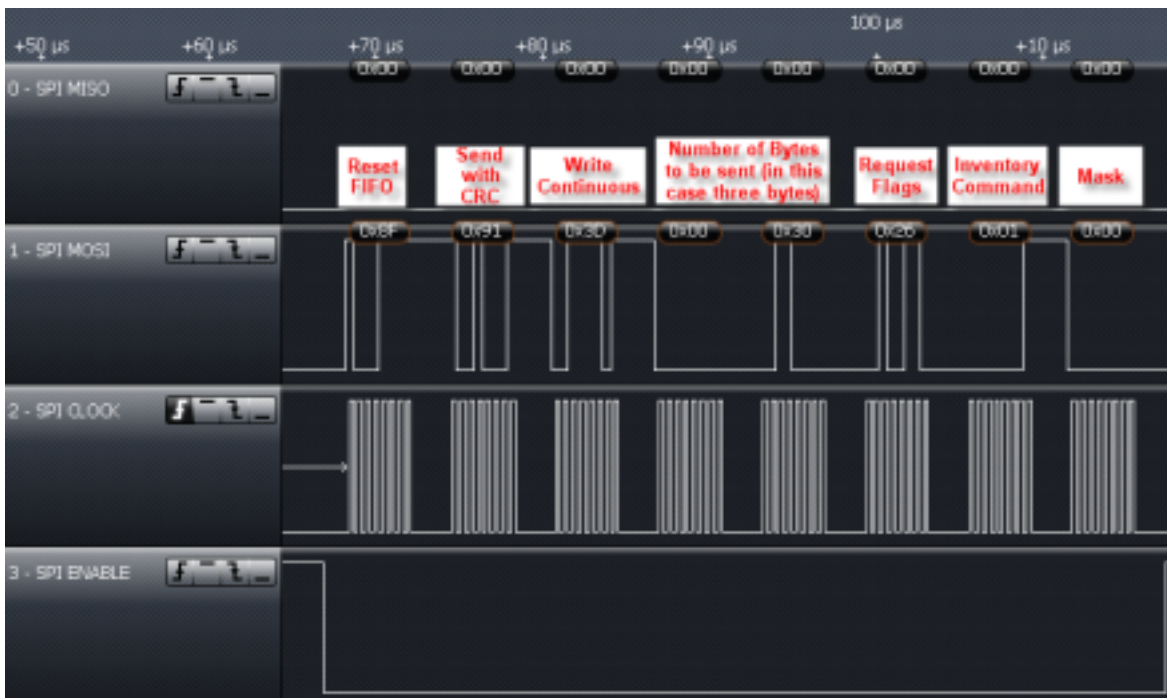 100 µs
+50 µs +60 µs +70 µs +80 µs +90 µs +10 µs
0x00 0x00 0x00 0x00 0x00 0x00 0x00 0x00
0 - SPI MISO
Reset
FIFO
Send
with
CRC
Write
Continuous
Number of Bytes
to be sent (in this
case three bytes)
Request
Flags
Inventory
Command
Mask
0x8F 0x91 0x3D 0x00 0x30 0x26 0x01 0x00
1 - SPI MOSI
2 - SPI CLOCK
3 - SPI ENABLE